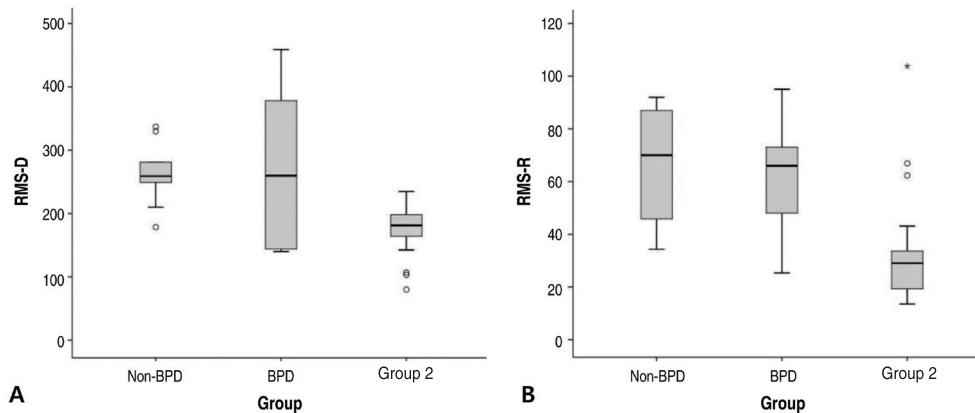 500
400
300
200
100
0
RMS-D
Non-BPD BPD Group 2
Group
A
120
100
80
60
40
20
0
RMS-R
*
Non-BPD BPD Group 2
Group
B